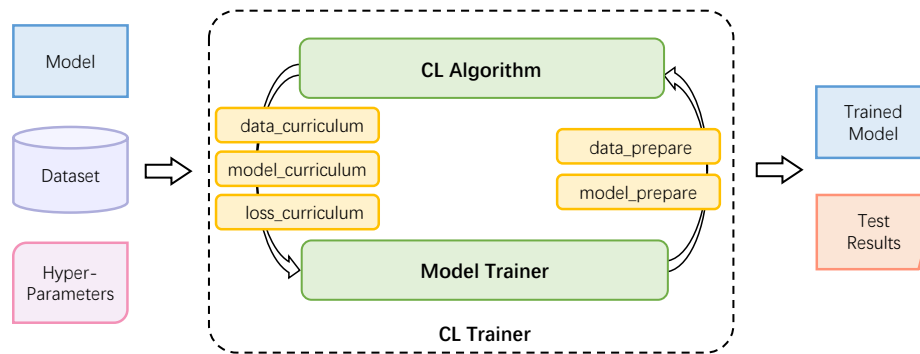 Model
Dataset
Hyper-
Parameters
CL Algorithm
data_curriculum
model_curriculum
loss_curriculum
data_prepare
model_prepare
Model Trainer
CL Trainer
Trained
Model
Test
Results